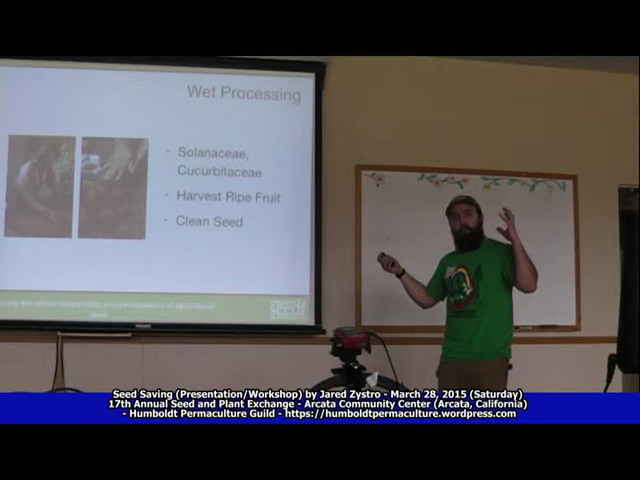 Wet Processing
Solanaceae,
Cucurbitaceae
Harvest Ripe Fruit
Clean Seed
seed
Seed Saving (Presentation/Workshop) by Jared Zystro - March 28, 2015 (Saturday)
17th Annual Seed and Plant Exchange - Arcata Community Center (Arcata, California)
- Humboldt Permaculture Guild - https://humboldtpermaculture.wordpress.com